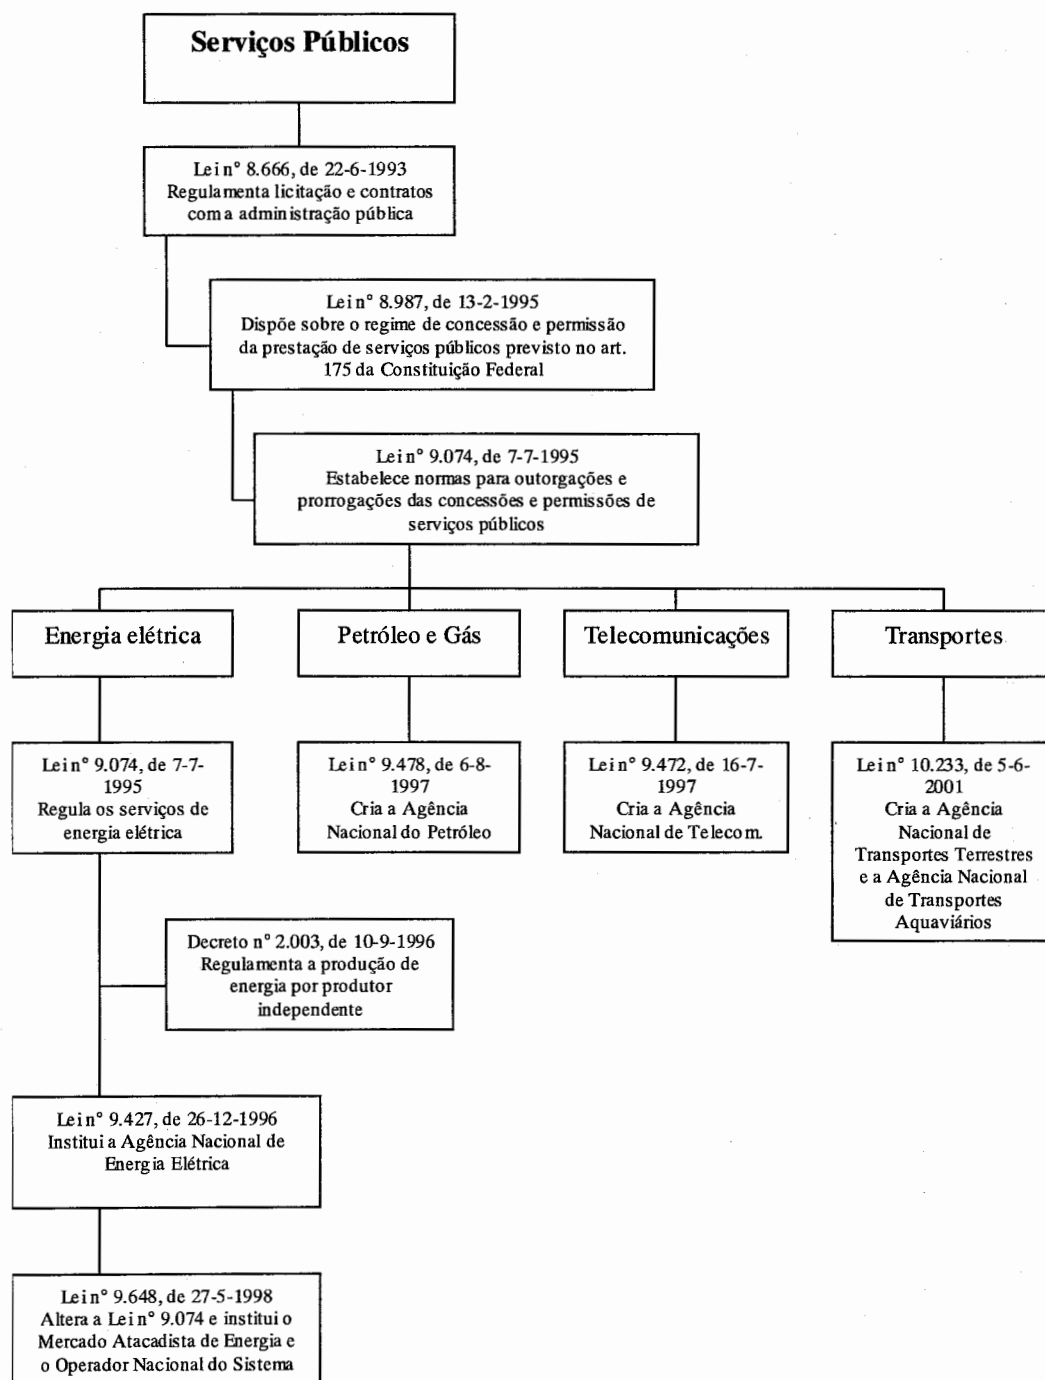 Serviços Públicos
Lei n° 8.666, de 22-6-1993
Regulamenta licitação e contratos
com a administração pública
Lei n° 8.987, de 13-2-1995
Dispõe sobre o regime de concessão e permissão
da prestação de serviços públicos previsto no art.
175 da Constituição Federal
Lei n° 9.074, de 7-7-1995
Estabelece normas para outorgações e
prorrogações das concessões e permissões de
serviços públicos
Energia elétrica
Petróleo e Gás
Telecomunicações
Transportes
Lei n° 9.074, de 7-7-
1995
Regula os serviços de
energia elétrica
Lei n° 9.478, de 6-8-
1997
Cria a Agência
Nacional do Petróleo
Lei n° 9.472, de 16-7-
1997
Cria a Agência
Nacional de Telecom.
Lei n° 10.233, de 5-6-
2001
Cria a Agência
Nacional de
Transportes Terrestres
e a Agência Nacional
de Transportes
Aquaviários
Decreto n° 2.003, de 10-9-1996
Regulamenta a produção de
energia por produtor
independente
Lei n° 9.427, de 26-12-1996
Institui a Agência Nacional de
Energia Elétrica
Lei n° 9.648, de 27-5-1998
Altera a Lei n° 9.074 e institui o
Mercado Atacadista de Energia e
o Operador Nacional do Sistema